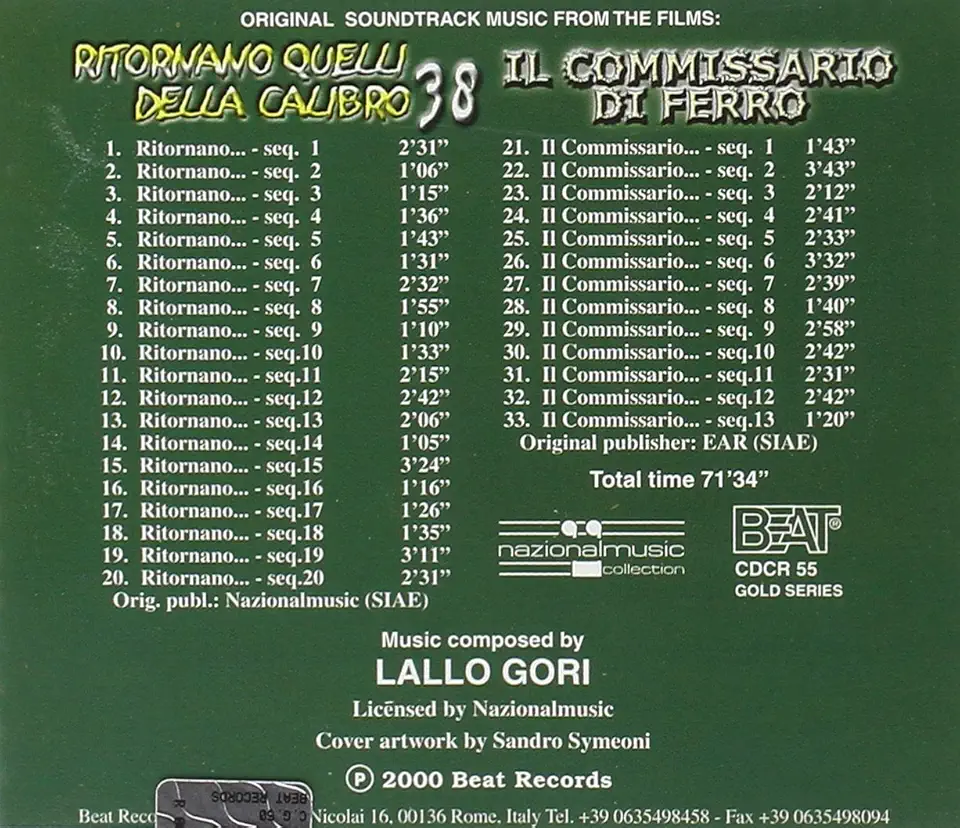 ORIGINAL SOUNDTRACK MUSIC FROM THE FILMS:
RITORNANO QUELLI
DELLA CALIBRO 38
1. Ritornano... - seq. 1 2'31"
2. Ritornano... - seq. 2 1'06"
3. Ritornano... - seq. 3 1'15"
4. Ritornano... - seq. 4 1'36"
5. Ritornano... - seq. 5 1'43"
6. Ritornano... - seq. 6 1'31"
7. Ritornano... - seq. 7 2'32"
8. Ritornano... - seq. 8 1'55"
9. Ritornano... - seq. 9 1'10"
10. Ritornano... - seq.10 1'33"
11. Ritornano... - seq.11 2'15"
12. Ritornano... - seq.12 2'42"
13. Ritornano... - seq.13 2'06"
14. Ritornano... - seq.14 1'05"
15. Ritornano... - seq.15 3'24"
16. Ritornano... - seq.16 1'16"
17. Ritornano... - seq.17 1'26"
18. Ritornano... - seq.18 1'35"
19. Ritornano... - seq.19 3'11"
20. Ritornano... - seq.20 2'31"
Orig. publ.: Nazionalmusic (SIAE)
IL COMMISSARIO
DI FERRO
21. Il Commissario... - seq. 1 1'43"
22. Il Commissario... - seq. 2 3'43"
23. Il Commissario... - seq. 3 2'12"
24. Il Commissario... - seq. 4 2'41"
25. Il Commissario... - seq. 5 2'33"
26. Il Commissario... - seq. 6 3'32"
27. Il Commissario... - seq. 7 2'39"
28. Il Commissario... - seq. 8 1'40"
29. Il Commissario... - seq. 9 2'58"
30. Il Commissario... - seq.10 2'42"
31. Il Commissario... - seq.11 2'31"
32. Il Commissario... - seq.12 2'42"
33. Il Commissario... - seq.13 1'20"
Original publisher: EAR (SIAE)
Total time 71'34"
nazionalmusic
collection
BEAT®
CDCR 55
GOLD SERIES
Music composed by
LALLO GORI
Licensed by Nazionalmusic
Cover artwork by Sandro Symeoni
℗ 2000 Beat Records
BEAT RECORDS
C.G. 60
Beat Reco Nicolai 16, 00136 Rome, Italy Tel. +39 0635498458 - Fax +39 0635498094